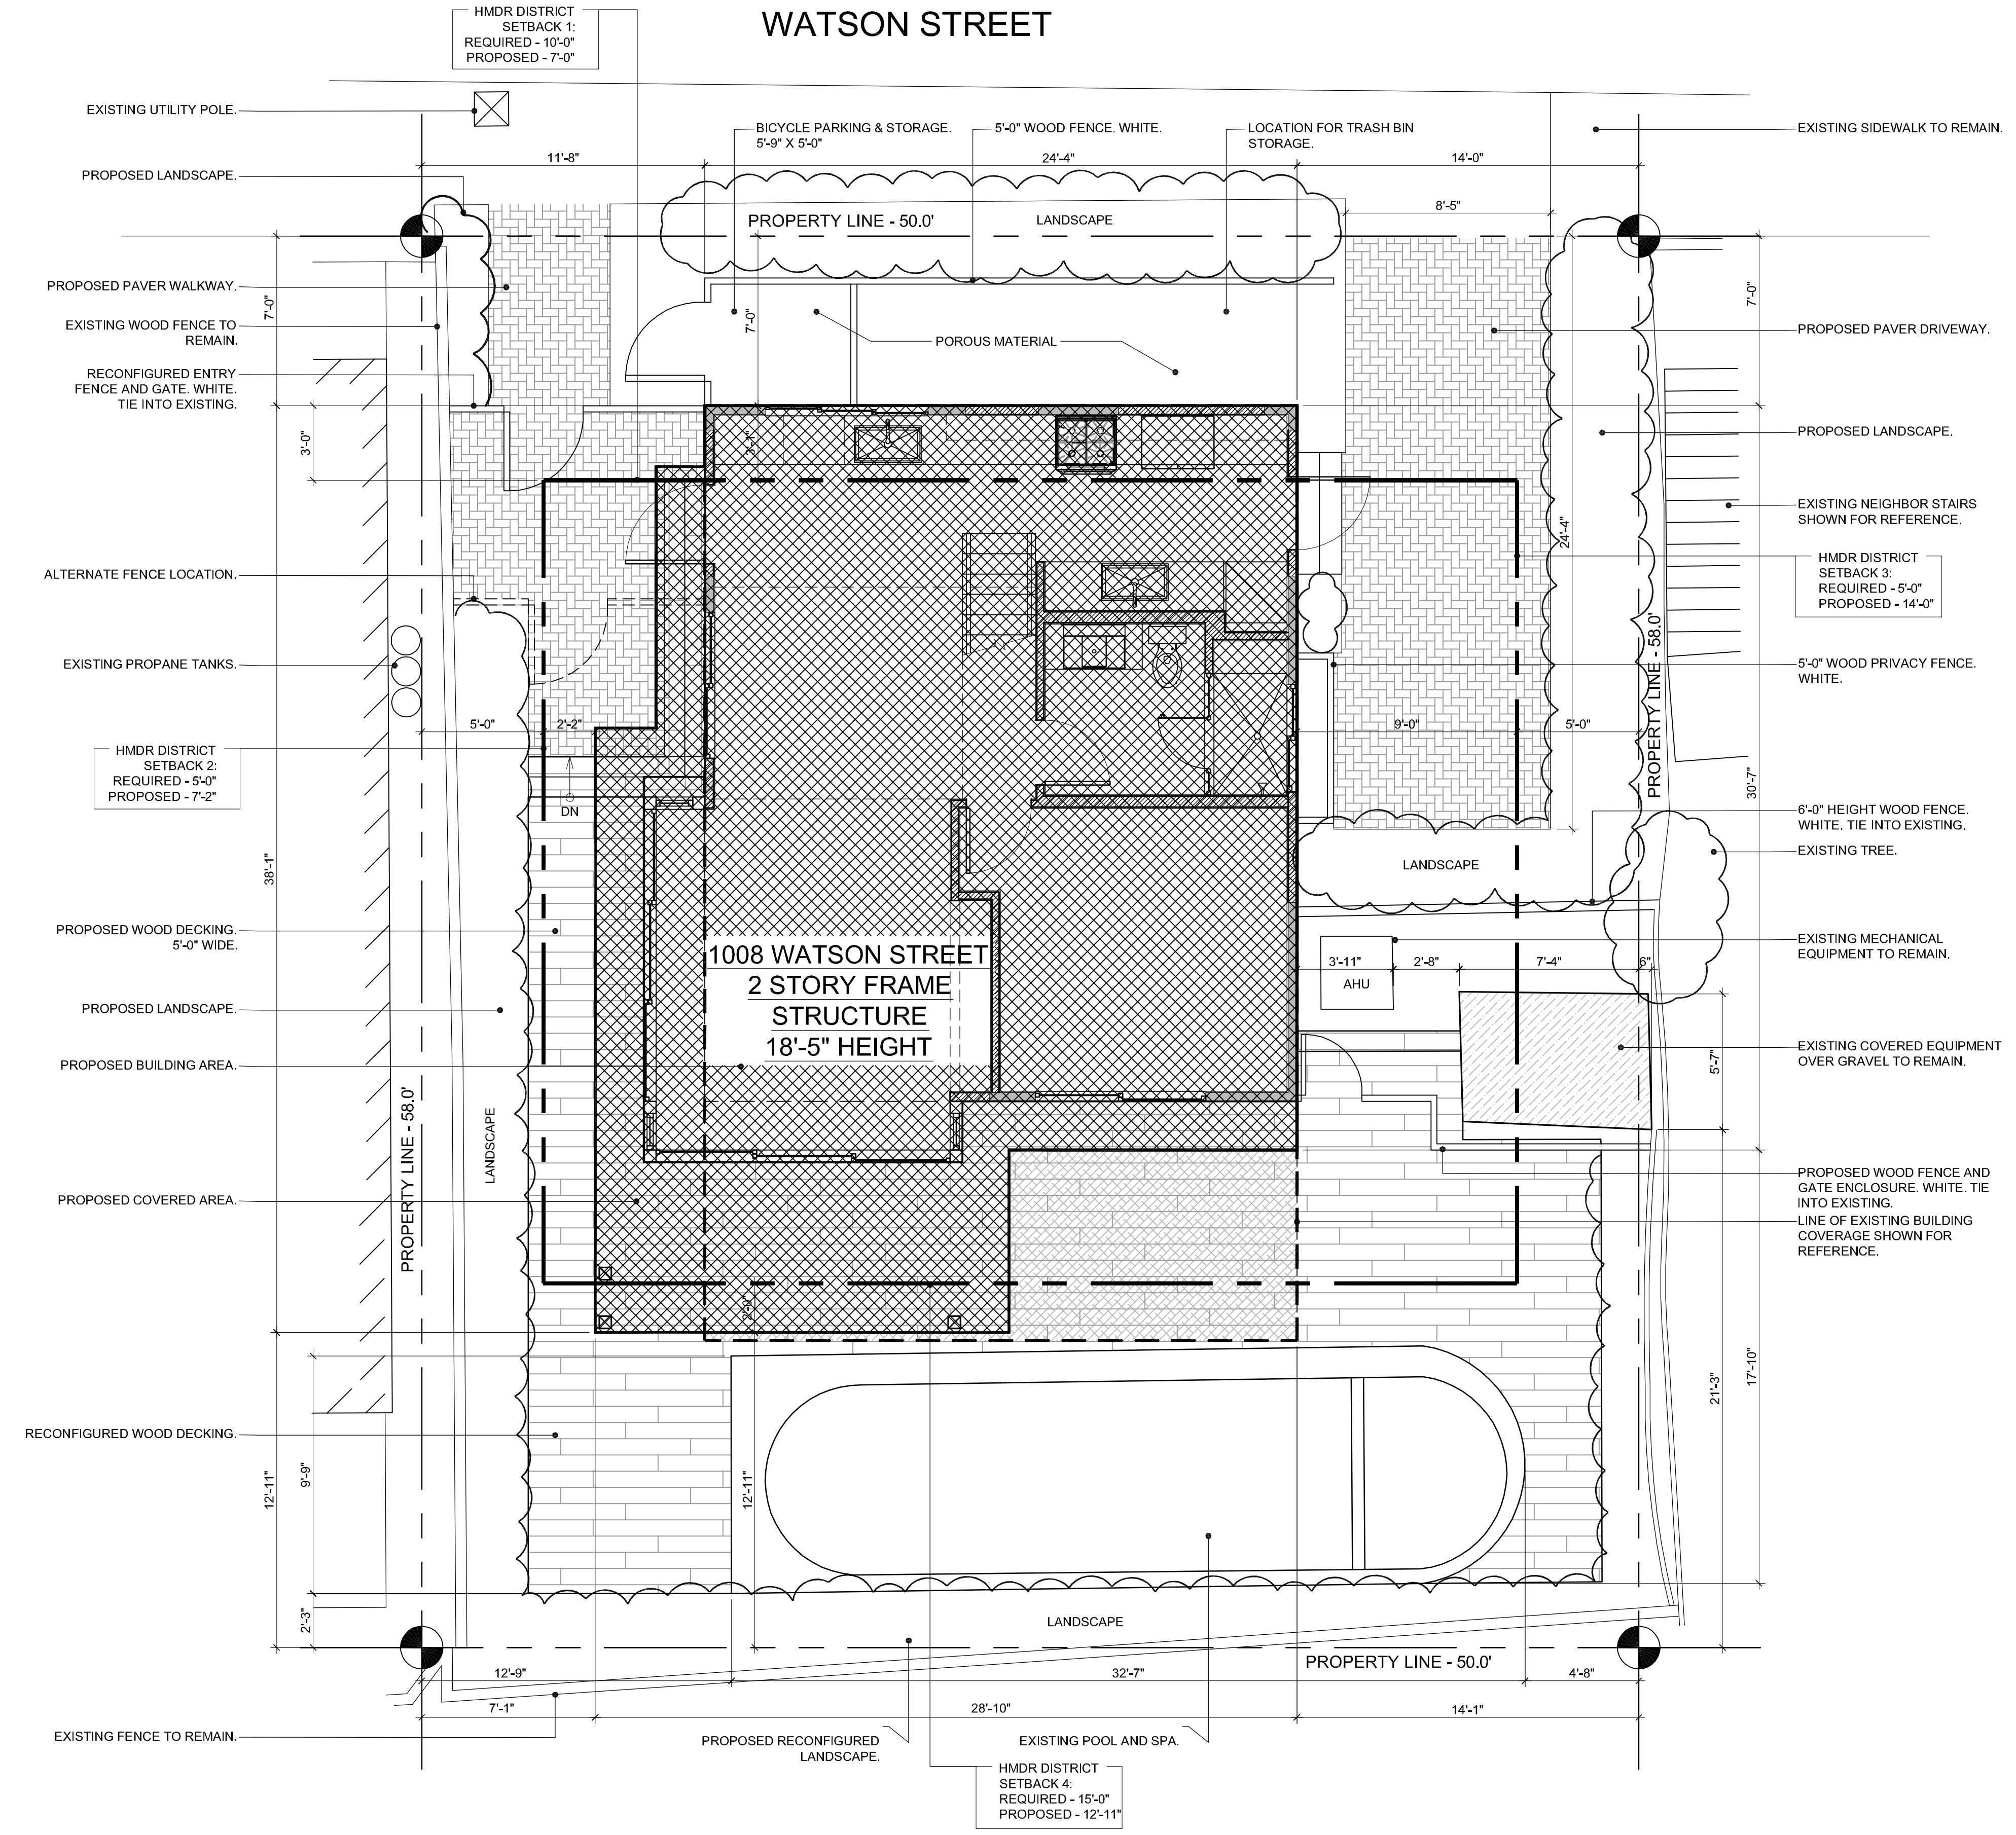 WATSON STREET
HMDR DISTRICT
SETBACK 1:
REQUIRED - 10'-0"
PROPOSED - 7'-0"
EXISTING UTILITY POLE.
BICYCLE PARKING & STORAGE.
5'-9" X 5'-0"
5'-0" WOOD FENCE. WHITE.
LOCATION FOR TRASH BIN
STORAGE.
EXISTING SIDEWALK TO REMAIN.
11'-8"
24'-4"
14'-0"
PROPOSED LANDSCAPE.
8'-5"
PROPERTY LINE - 50.0'
LANDSCAPE
PROPOSED PAVER WALKWAY.
7'-0"
7'-0"
7'-0"
EXISTING WOOD FENCE TO
REMAIN.
POROUS MATERIAL
PROPOSED PAVER DRIVEWAY.
RECONFIGURED ENTRY
FENCE AND GATE. WHITE.
TIE INTO EXISTING.
3'-0"
3'-1"
PROPOSED LANDSCAPE.
EXISTING NEIGHBOR STAIRS
SHOWN FOR REFERENCE.
24'-4"
HMDR DISTRICT
SETBACK 3:
REQUIRED - 5'-0"
PROPOSED - 14'-0"
ALTERNATE FENCE LOCATION.
EXISTING PROPANE TANKS.
PROPERTY LINE - 58.0'
5'-0" WOOD PRIVACY FENCE.
WHITE.
5'-0"
2'-2"
9'-0"
5'-0"
HMDR DISTRICT
SETBACK 2:
REQUIRED - 5'-0"
PROPOSED - 7'-2"
30'-7"
DN
6'-0" HEIGHT WOOD FENCE.
WHITE. TIE INTO EXISTING.
EXISTING TREE.
38'-1"
LANDSCAPE
PROPOSED WOOD DECKING.
5'-0" WIDE.
1008 WATSON STREET
2 STORY FRAME
STRUCTURE
18'-5" HEIGHT
EXISTING MECHANICAL
EQUIPMENT TO REMAIN.
3'-11"
2'-8"
7'-4"
6"
AHU
PROPOSED LANDSCAPE.
PROPOSED BUILDING AREA.
EXISTING COVERED EQUIPMENT
OVER GRAVEL TO REMAIN.
5'-7"
PROPERTY LINE - 58.0'
LANDSCAPE
PROPOSED COVERED AREA.
PROPOSED WOOD FENCE AND
GATE ENCLOSURE. WHITE. TIE
INTO EXISTING.
LINE OF EXISTING BUILDING
COVERAGE SHOWN FOR
REFERENCE.
17'-10"
21'-3"
RECONFIGURED WOOD DECKING.
9'-9"
12'-11"
12'-11"
2'-3"
LANDSCAPE
PROPERTY LINE - 50.0'
12'-9"
32'-7"
4'-8"
7'-1"
28'-10"
14'-1"
EXISTING FENCE TO REMAIN.
PROPOSED RECONFIGURED
LANDSCAPE.
EXISTING POOL AND SPA.
HMDR DISTRICT
SETBACK 4:
REQUIRED - 15'-0"
PROPOSED - 12'-11"